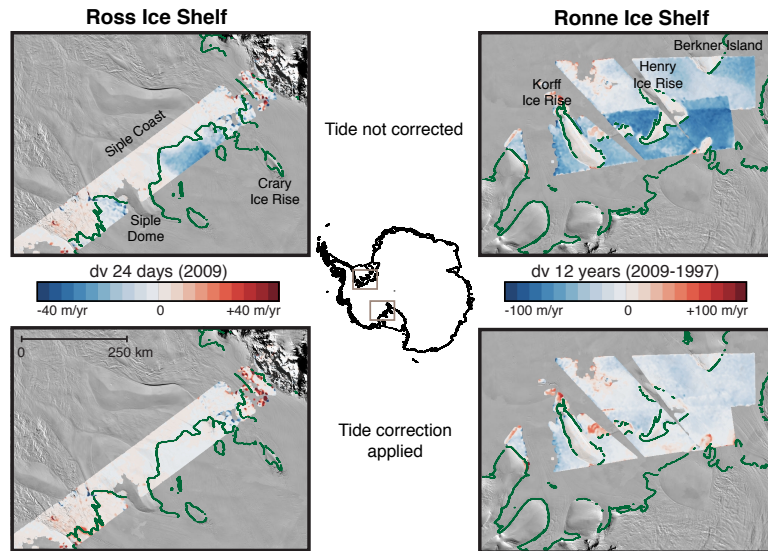 Ross Ice Shelf
Ronne Ice Shelf
Siple Coast
Siple
Dome
Crary
Ice Rise
Tide not corrected
Berkner Island
Henry
Ice Rise
Korff
Ice Rise
dv 24 days (2009)
-40 m/yr 0 +40 m/yr
dv 12 years (2009-1997)
-100 m/yr 0 +100 m/yr
0 250 km
Tide correction
applied